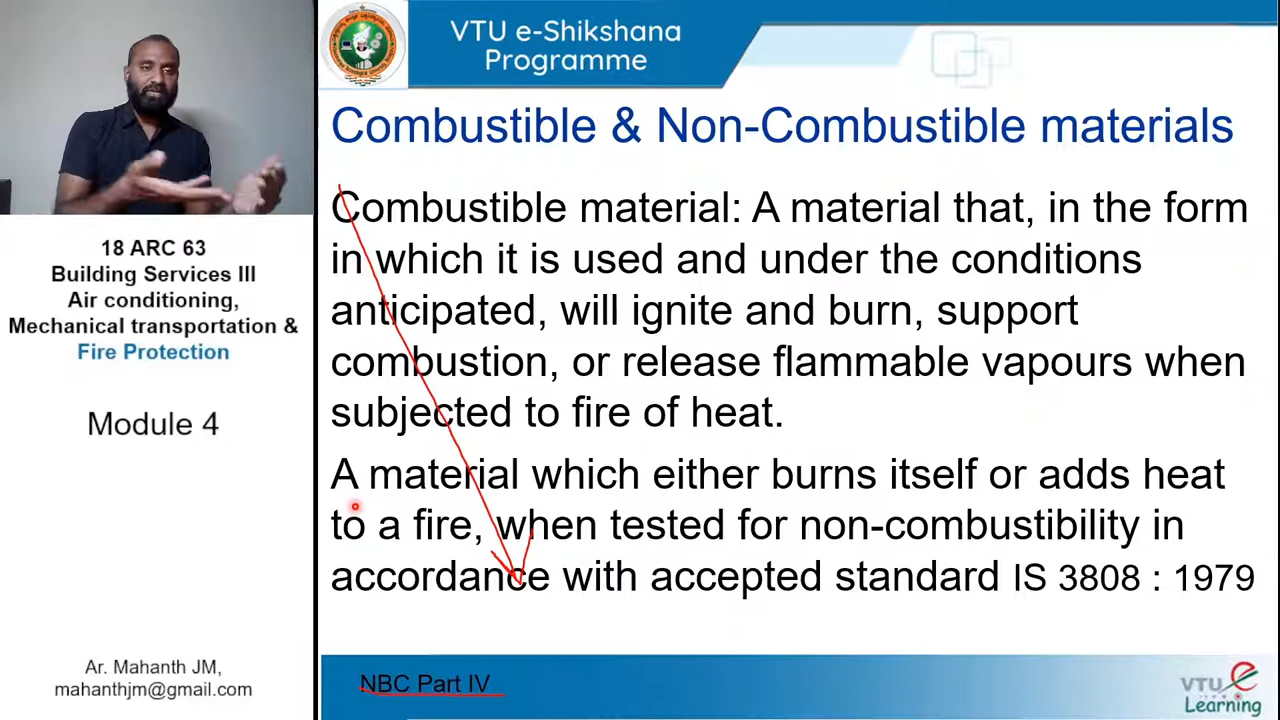 VTU e-Shikshana
Programme
Combustible & Non-Combustible materials
Combustible material: A material that, in the form
in which it is used and under the conditions
anticipated, will ignite and burn, support
combustion, or release flammable vapours when
subjected to fire of heat.
A material which either burns itself or adds heat
to a fire, when tested for non-combustibility in
accordance with accepted standard IS 3808 : 1979
NBC Part IV
VTU e
Learning
18 ARC 63
Building Services III
Air conditioning,
Mechanical transportation &
Fire Protection
Module 4
Ar. Mahanth JM,
mahanthjm@gmail.com